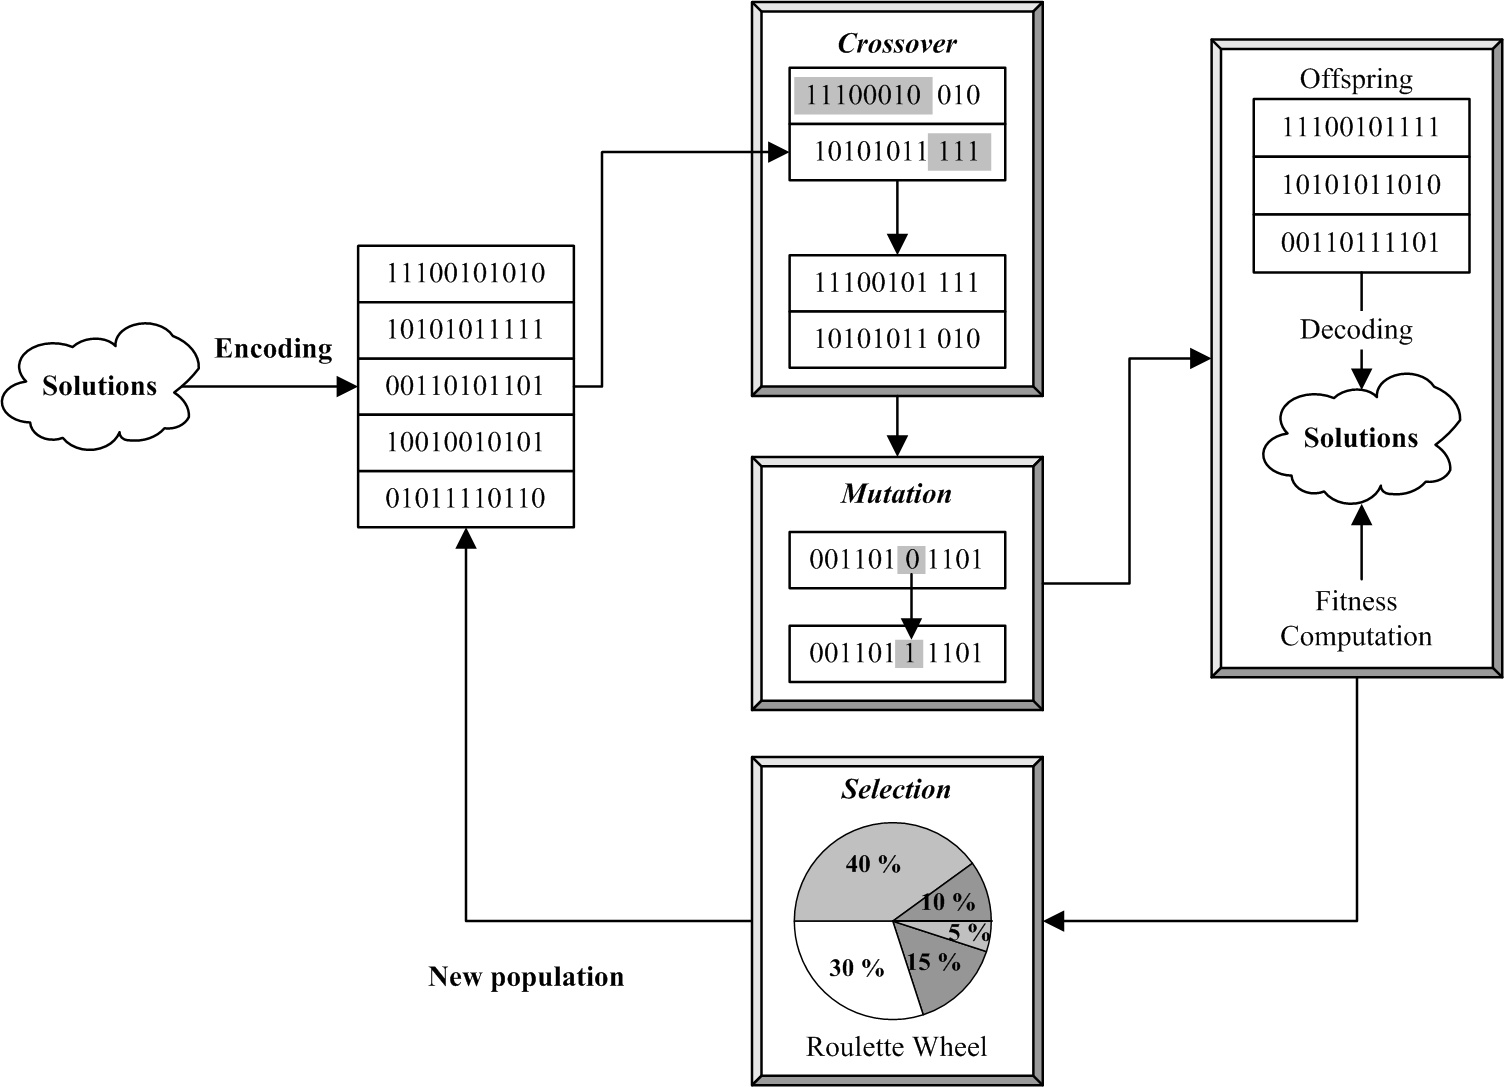 Solutions
Encoding
11100101010
10101011111
00110101101
10010010101
01011110110
Crossover
11100010 010
10101011 111
11100101 111
10101011 010
Mutation
001101 0 1101
001101 1 1101
Offspring
11100101111
10101011010
00110111101
Decoding
Solutions
Fitness
Computation
Selection
40 %
10 %
5 %
15 %
30 %
Roulette Wheel
New population